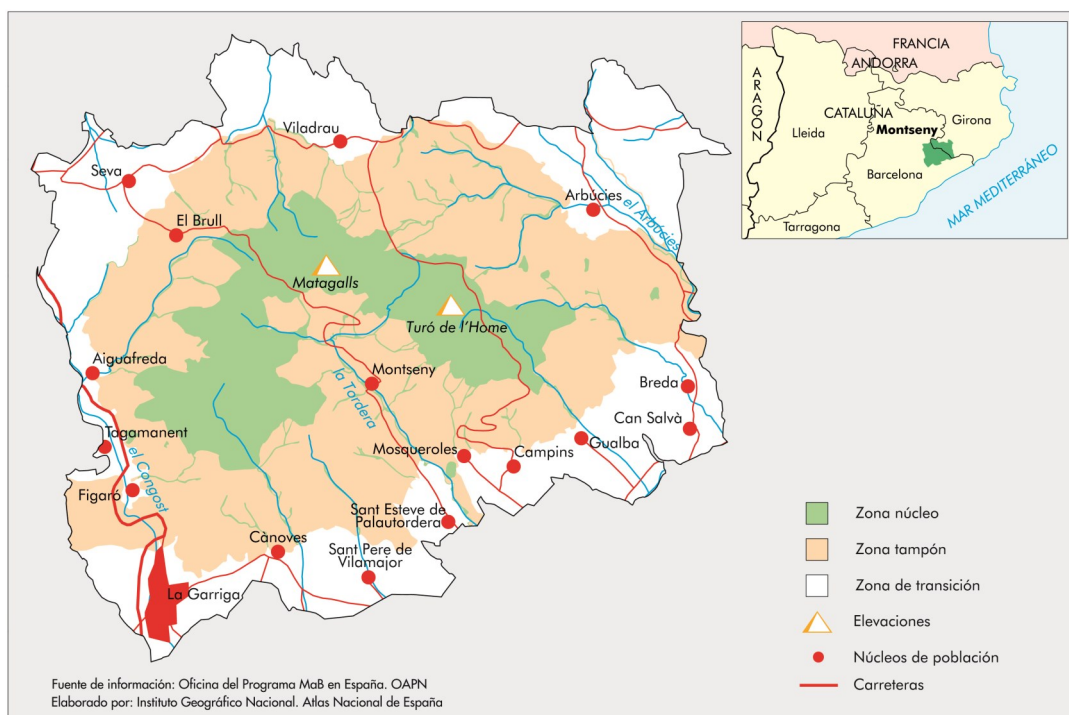 Viladrau
Seva
Arbúcies
el Arbúcies
El Brull
Matagalls
Turó de l'Home
Aiguafreda
Montseny
la Tordera
Breda
Can Salvà
Tagamanent
el Congost
Mosqueroles
Campins
Gualba
Figaró
Sant Esteve de
Palautordera
Cànoves
Sant Pere de
Vilamajor
La Garriga
FRANCIA
ANDORRA
ARAGON
CATALUÑA
Lleida
Montseny
Girona
Barcelona
Tarragona
MAR MEDITERRÁNEO
Zona núcleo
Zona tampón
Zona de transición
Elevaciones
Núcleos de población
Carreteras
Fuente de información: Oficina del Programa MaB en España. OAPN
Elaborado por: Instituto Geográfico Nacional. Atlas Nacional de España